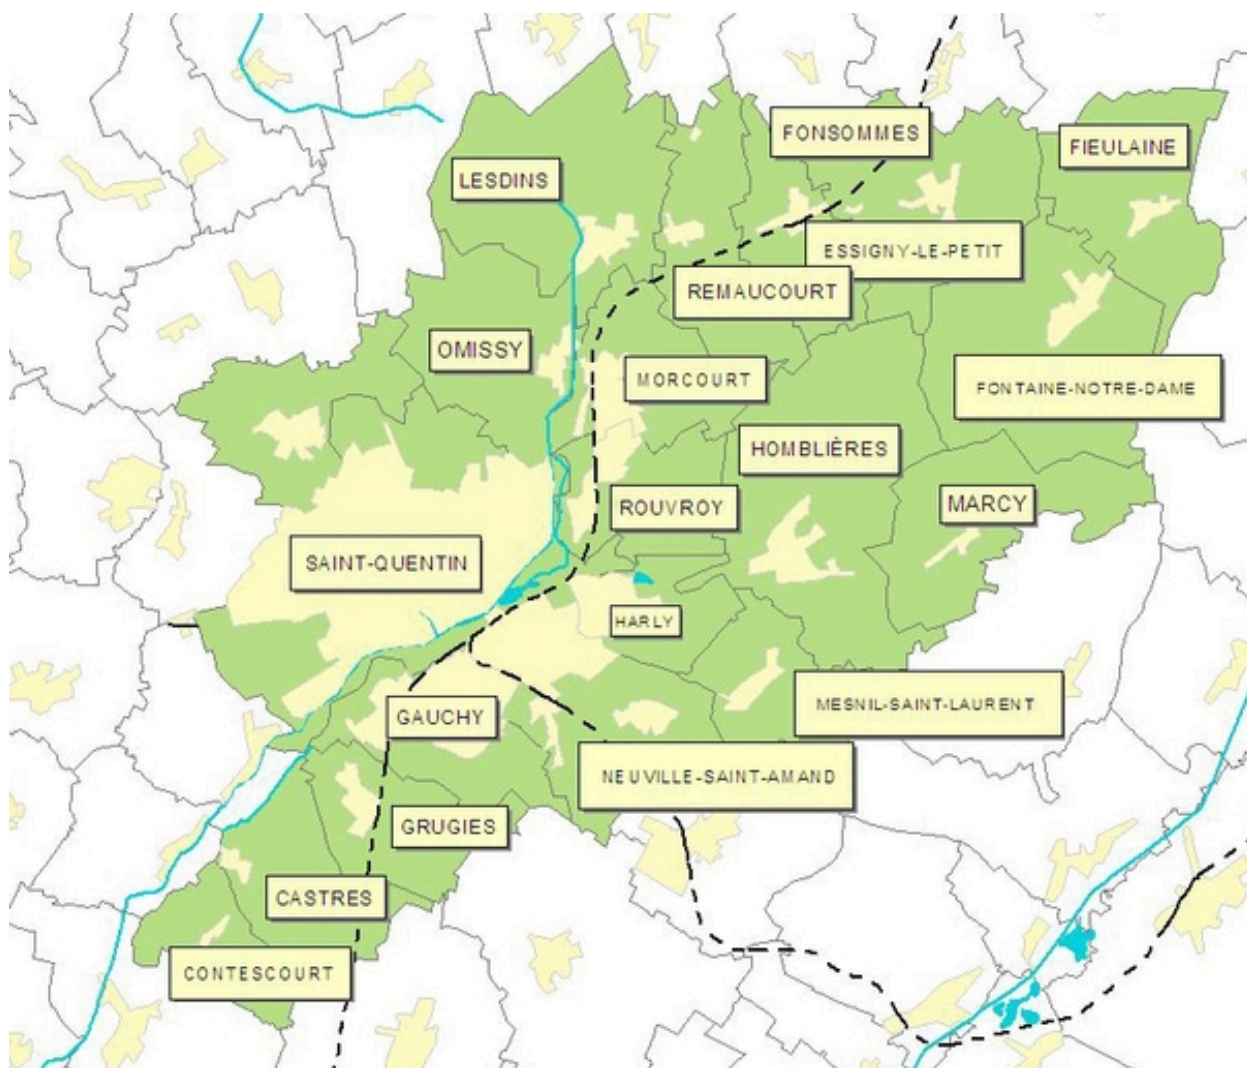 FONSOMMES
FIEULAINE
LESDINS
ESSIGNY-LE-PETIT
REMAUCOURT
OMISSY
MORCOURT
FONTAINE-NOTRE-DAME
HOMBLIÈRES
MARCY
ROUVROY
SAINT-QUENTIN
HARLY
MESNIL-SAINT-LAURENT
GAUCHY
NEUVILLE-SAINT-AMAND
GRUGIES
CASTRES
CONTESCOURT